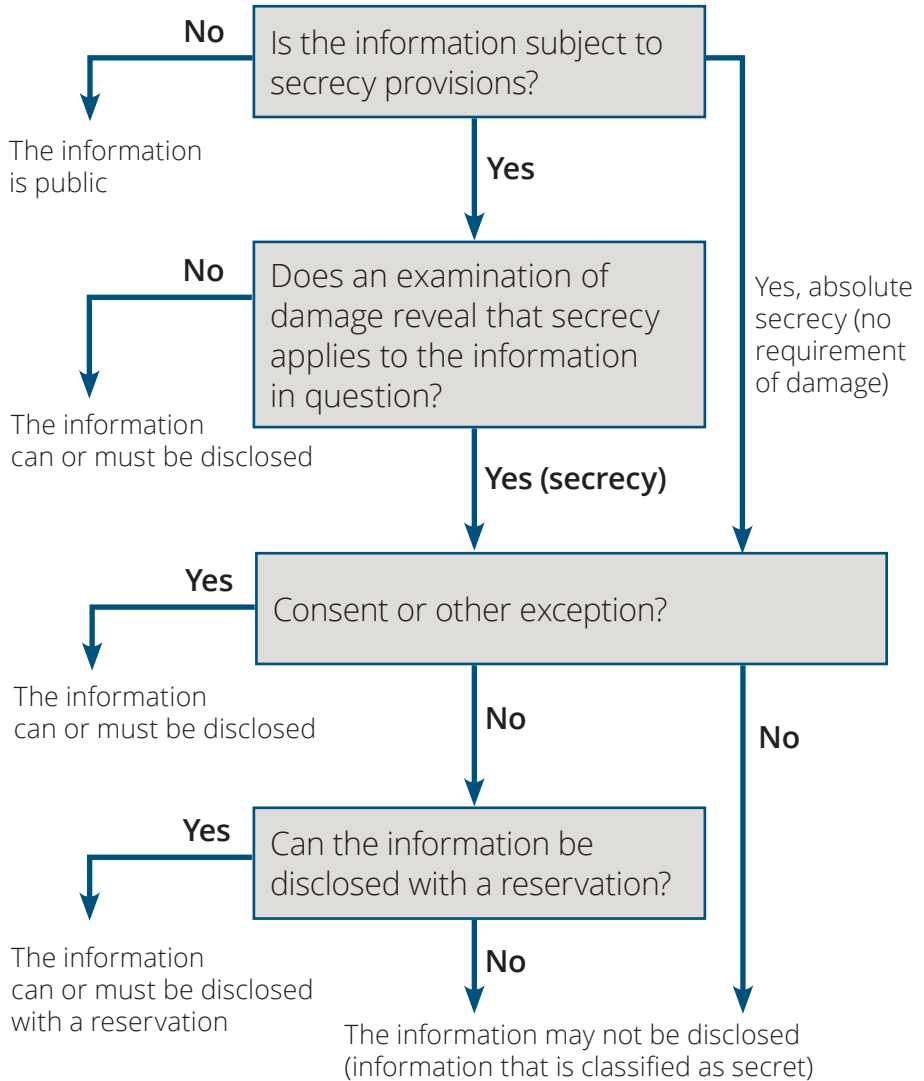 No
Is the information subject to
secrecy provisions?
The information
is public
Yes
No
Does an examination of
damage reveal that secrecy
applies to the information
in question?
Yes, absolute
secrecy (no
requirement
of damage)
The information
can or must be disclosed
Yes (secrecy)
Yes
Consent or other exception?
The information
can or must be disclosed
No
No
Yes
Can the information be
disclosed with a reservation?
The information
can or must be disclosed
with a reservation
No
The information may not be disclosed
(information that is classified as secret)